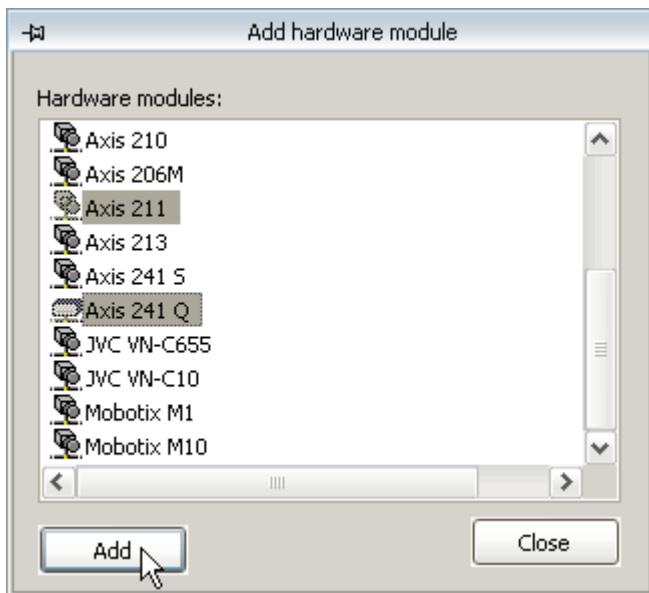 Add hardware module
Hardware modules:
Axis 210
Axis 206M
Axis 211
Axis 213
Axis 241 S
Axis 241 Q
JVC VN-C655
JVC VN-C10
Mobotix M1
Mobotix M10
Add
Close